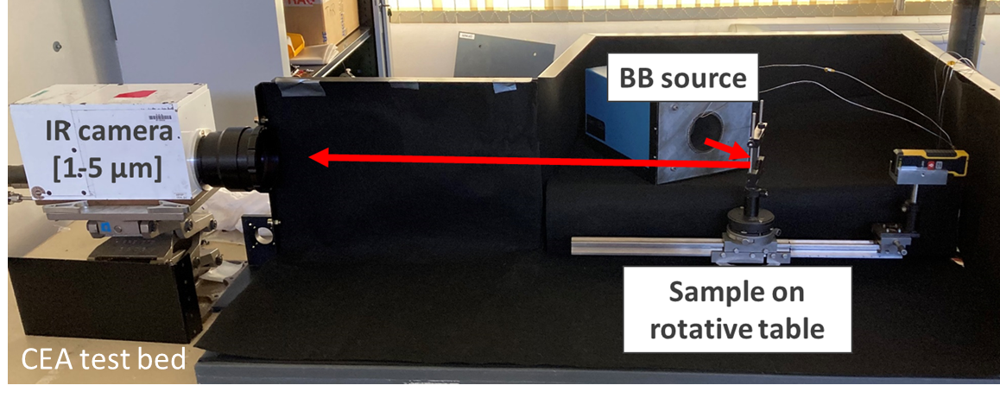 BB source
IR camera
[1-5 µm]
Sample on
rotative table
CEA test bed